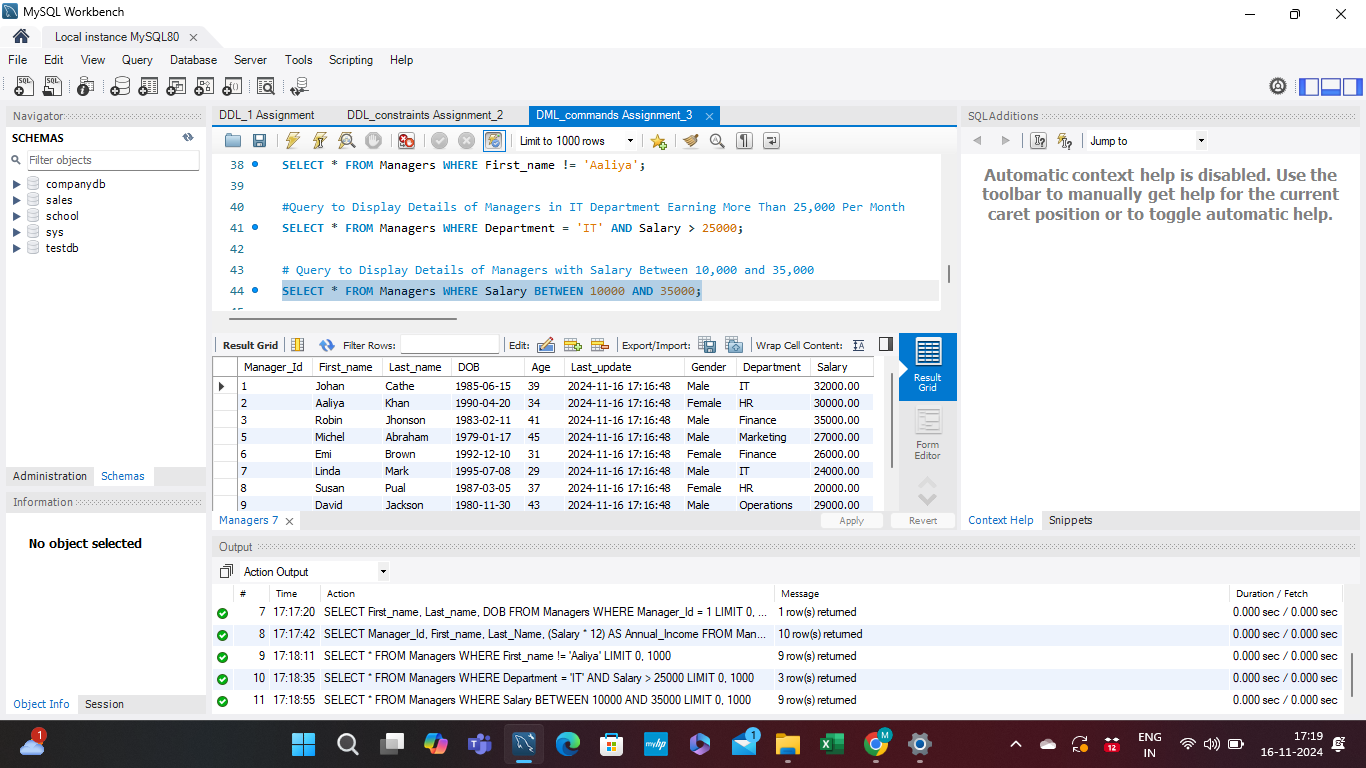 MySQL Workbench
Local instance MySQL80
File Edit View Query Database Server Tools Scripting Help
Navigator
SCHEMAS
Filter objects
companydb
sales
school
sys
testdb
Administration Schemas
Information
No object selected
Object Info Session
DDL_1 Assignment DDL_constraints Assignment_2 DML_commands Assignment_3
Limit to 1000 rows
38 SELECT * FROM Managers WHERE First_name != 'Aaliya';
39
40 #Query to Display Details of Managers in IT Department Earning More Than 25,000 Per Month
41 SELECT * FROM Managers WHERE Department = 'IT' AND Salary > 25000;
42
43 # Query to Display Details of Managers with Salary Between 10,000 and 35,000
44 SELECT * FROM Managers WHERE Salary BETWEEN 10000 AND 35000;
Result Grid Filter Rows: Edit: Export/Import: Wrap Cell Content:
Manager_Id First_name Last_name DOB Age Last_update Gender Department Salary
1 Johan Cathe 1985-06-15 39 2024-11-16 17:16:48 Male IT 32000.00
2 Aaliya Khan 1990-04-20 34 2024-11-16 17:16:48 Female HR 30000.00
3 Robin Jhonson 1983-02-11 41 2024-11-16 17:16:48 Male Finance 35000.00
5 Michel Abraham 1979-01-17 45 2024-11-16 17:16:48 Male Marketing 27000.00
6 Emi Brown 1992-12-10 31 2024-11-16 17:16:48 Female Finance 26000.00
7 Linda Mark 1995-07-08 29 2024-11-16 17:16:48 Male IT 24000.00
8 Susan Pual 1987-03-05 37 2024-11-16 17:16:48 Female HR 20000.00
9 David Jackson 1980-11-30 43 2024-11-16 17:16:48 Male Operations 29000.00
Result
Grid
Form
Editor
Managers 7 Apply Revert
SQLAdditions
Jump to
Automatic context help is disabled. Use the
toolbar to manually get help for the current
caret position or to toggle automatic help.
Context Help Snippets
Output
Action Output
# Time Action Message Duration / Fetch
7 17:17:20 SELECT First_name, Last_name, DOB FROM Managers WHERE Manager_Id = 1 LIMIT 0, ... 1 row(s) returned 0.000 sec / 0.000 sec
8 17:17:42 SELECT Manager_Id, First_name, Last_Name, (Salary * 12) AS Annual_Income FROM Man... 10 row(s) returned 0.000 sec / 0.000 sec
9 17:18:11 SELECT * FROM Managers WHERE First_name != 'Aaliya' LIMIT 0, 1000 9 row(s) returned 0.000 sec / 0.000 sec
10 17:18:35 SELECT * FROM Managers WHERE Department = 'IT' AND Salary > 25000 LIMIT 0, 1000 3 row(s) returned 0.000 sec / 0.000 sec
11 17:18:55 SELECT * FROM Managers WHERE Salary BETWEEN 10000 AND 35000 LIMIT 0, 1000 9 row(s) returned 0.000 sec / 0.000 sec
1
myhp
1
M
12
ENG
IN
17:19
16-11-2024